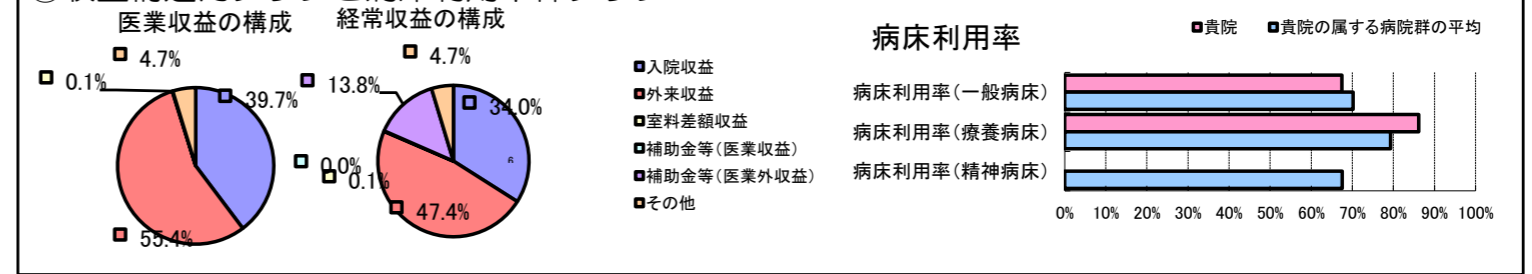 医業収益の構成
経常収益の構成
4.7%
0.1%
39.7%
55.4%
4.7%
13.8%
34.0%
0.0%
0.1%
47.4%
6
入院収益
外来収益
室料差額収益
補助金等(医業収益)
補助金等(医業外収益)
その他
病床利用率
貴院
貴院の属する病院群の平均
病床利用率(一般病床)
病床利用率(療養病床)
病床利用率(精神病床)
0% 10% 20% 30% 40% 50% 60% 70% 80% 90% 100%